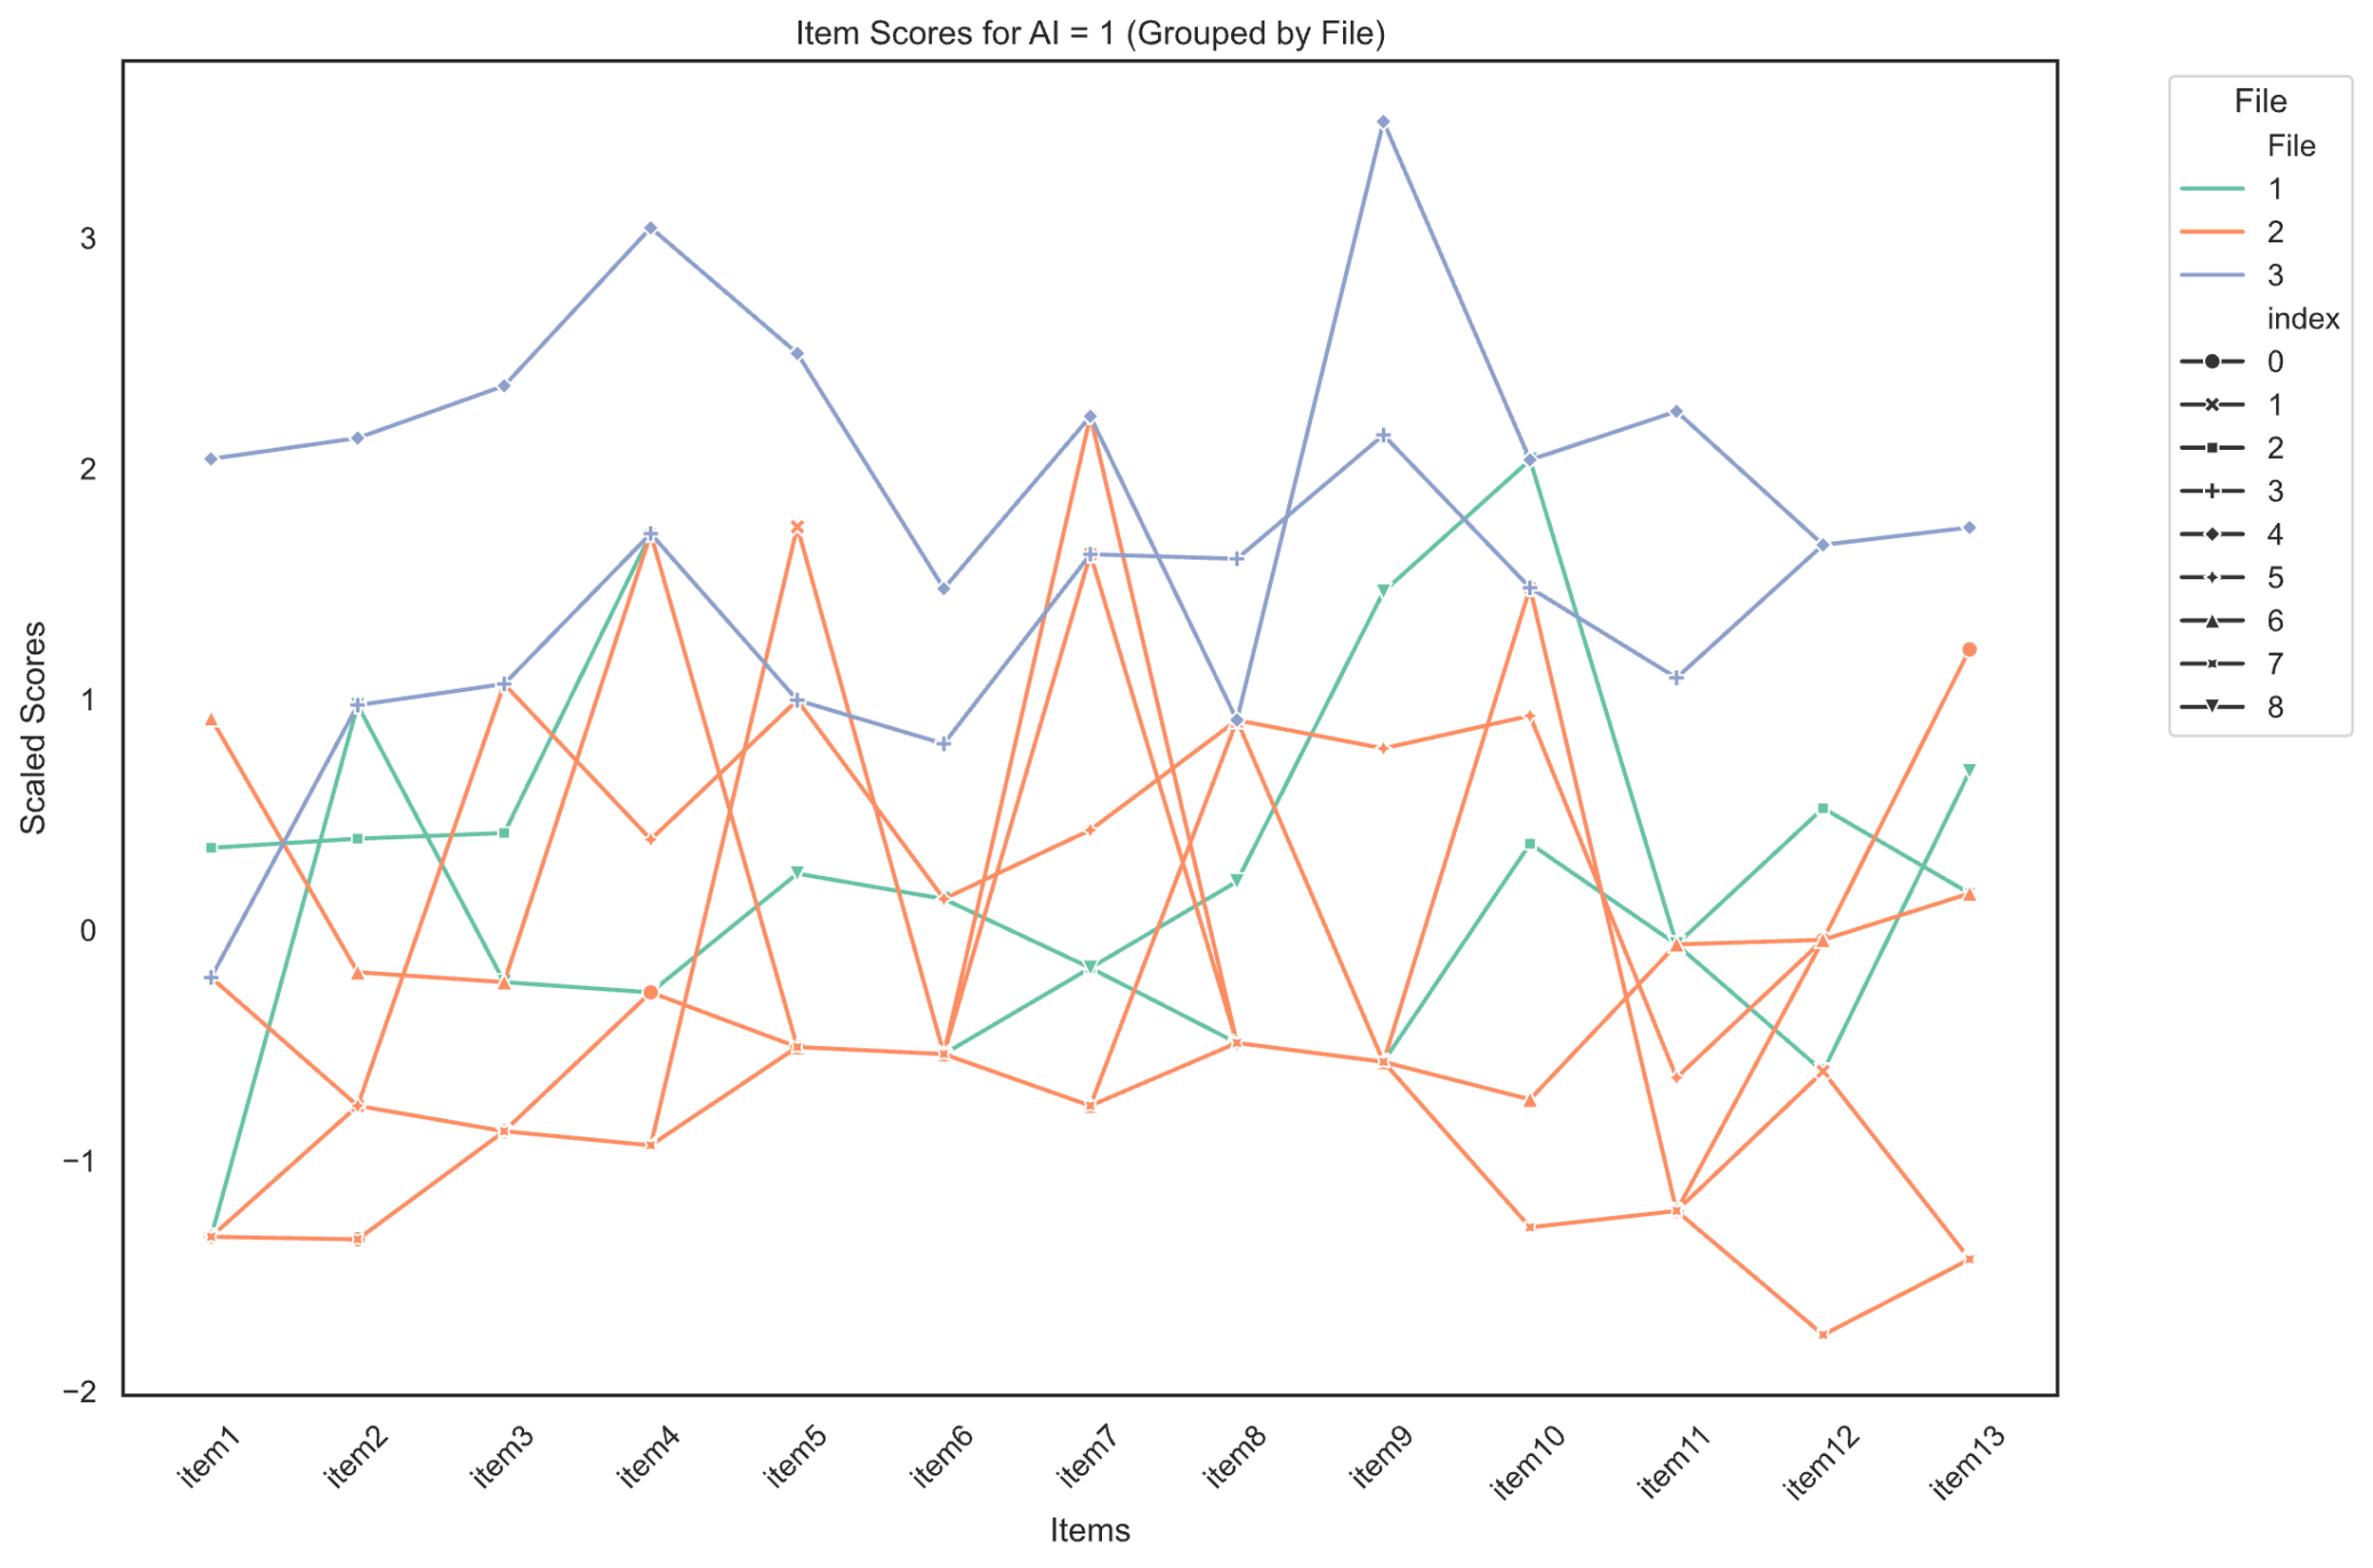 Item Scores for AI = 1 (Grouped by File)
Scaled Scores
3
2
1
0
−1
−2
item1
item2
item3
item4
item5
item6
item7
item8
item9
item10
item11
item12
item13
Items
File
File
1
2
3
index
0
1
2
3
4
5
6
7
8